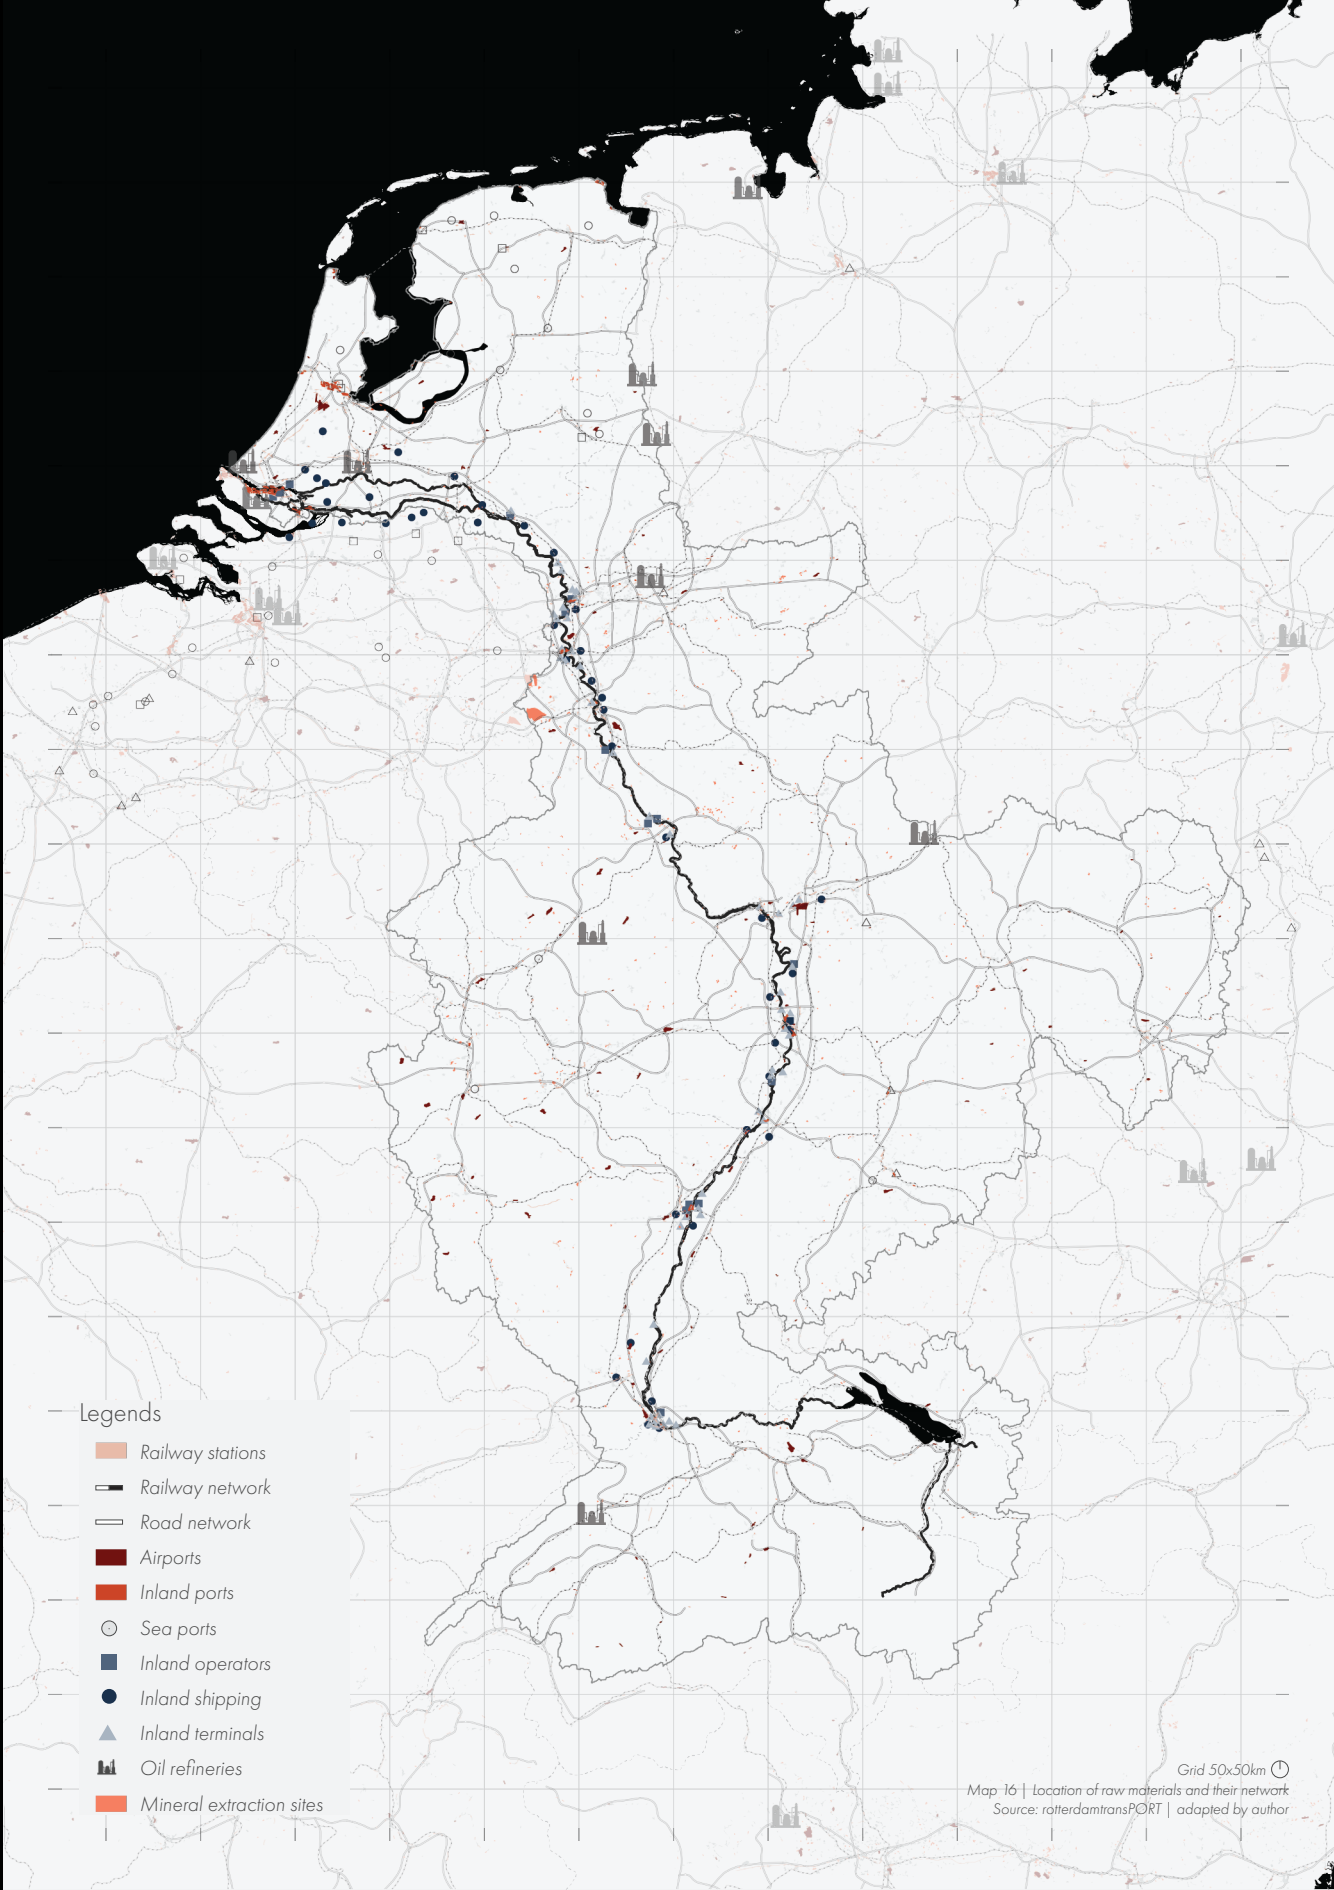 Legends
Railway stations
Railway network
Road network
Airports
Inland ports
Sea ports
Inland operators
Inland shipping
Inland terminals
Oil refineries
Mineral extraction sites
Grid 50x50km
Map 16 | Location of raw materials and their network
Source: rotterdamtransPORT | adapted by author